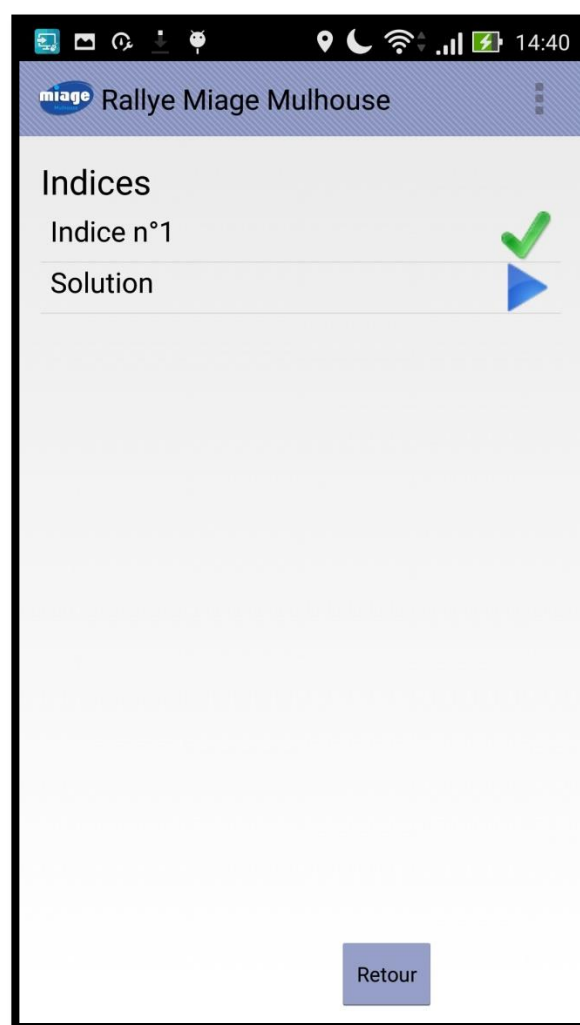 14:40
miage Rallye Miage Mulhouse
Indices
Indice n°1
Solution
Retour